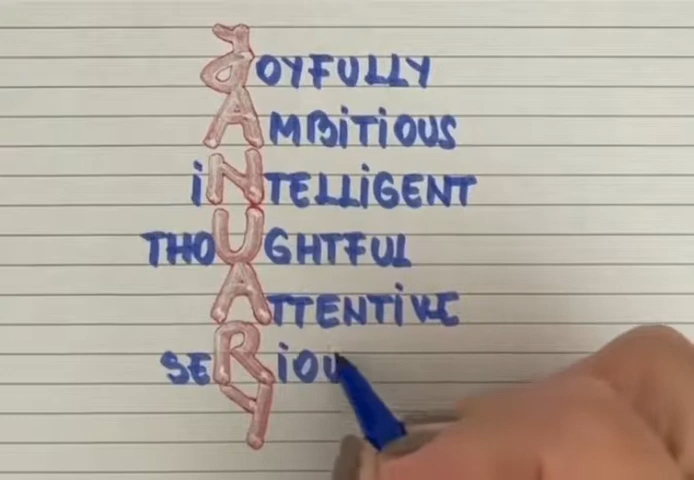 JOYFULLY
AMBiTiOUS
iNTELLiGENT
THOUGHTFUL
ATTENTiVE
SERiOU
Y